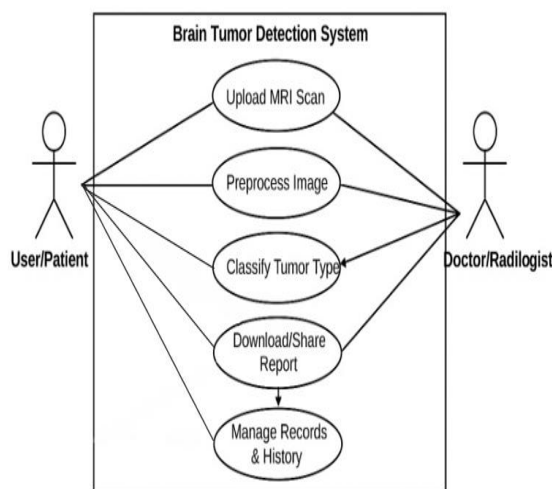 Brain Tumor Detection System
Upload MRI Scan
Preprocess Image
Classify Tumor Type
User/Patient
Doctor/Radilogist
Download/Share
Report
Manage Records
& History